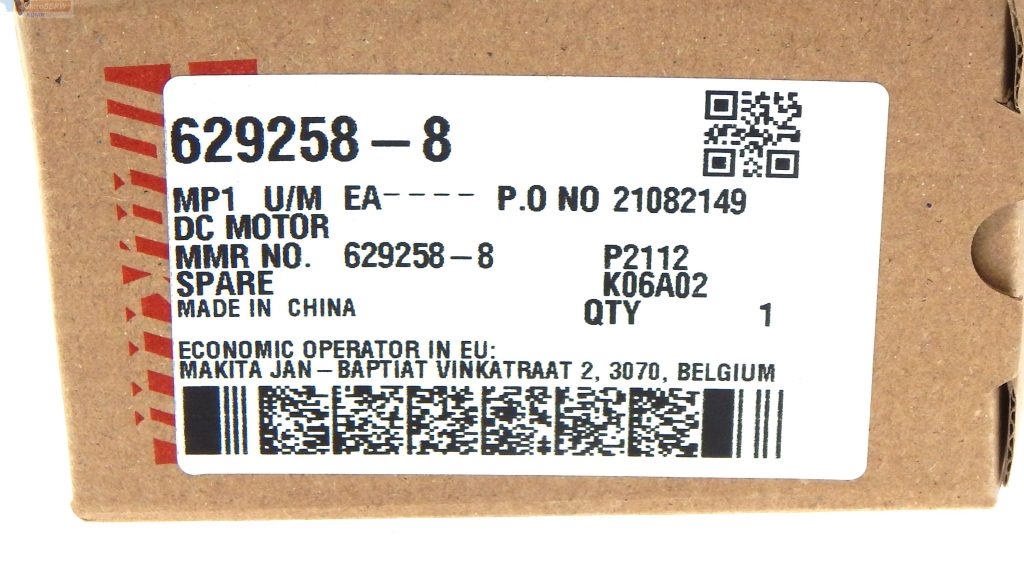 629258-8
MP1 U/M EA---- P.O NO 21082149
DC MOTOR
MMR NO. 629258-8 P2112
SPARE K06A02
MADE IN CHINA QTY 1
ECONOMIC OPERATOR IN EU:
MAKITA JAN-BAPTIAT VINKATRAAT 2, 3070, BELGIUM